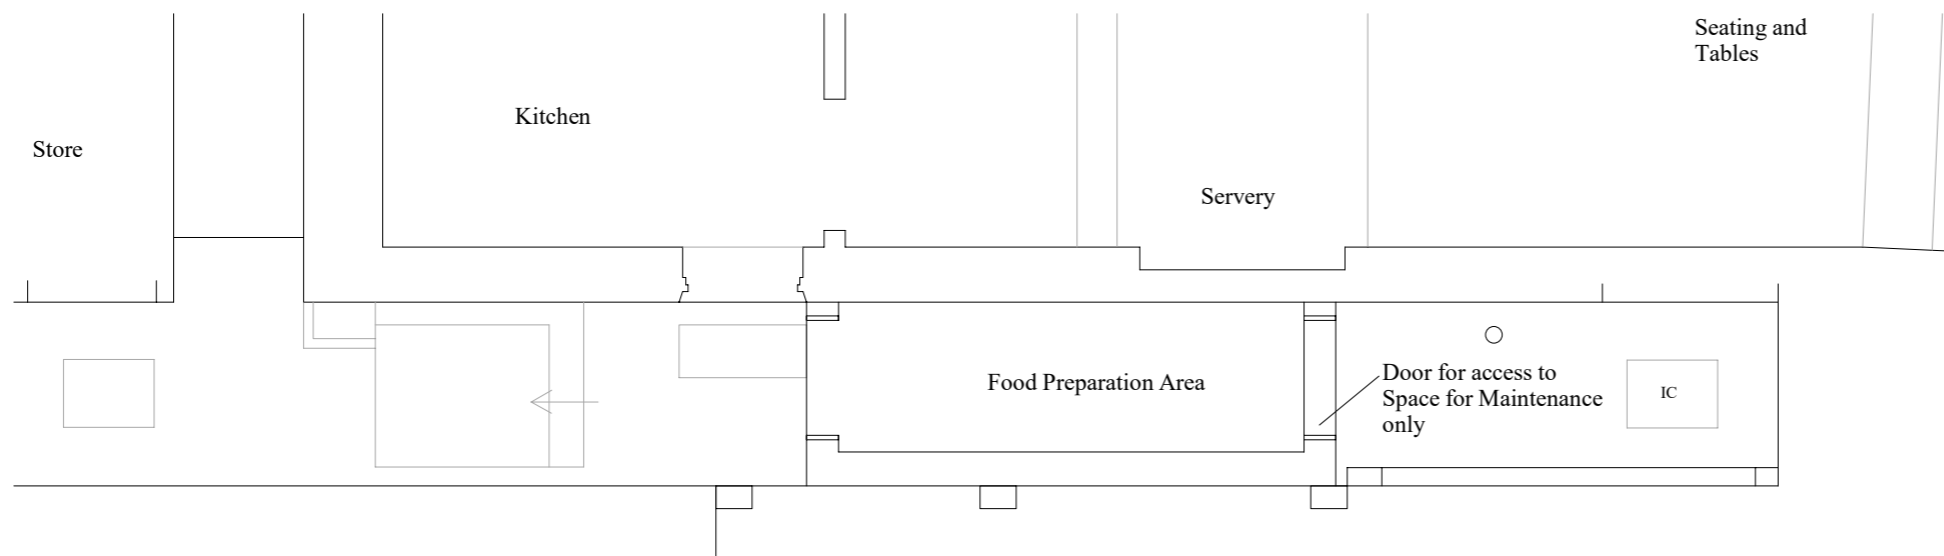 Seating and
Tables
Kitchen
Store
Servery
Food Preparation Area
Door for access to
Space for Maintenance
only
IC